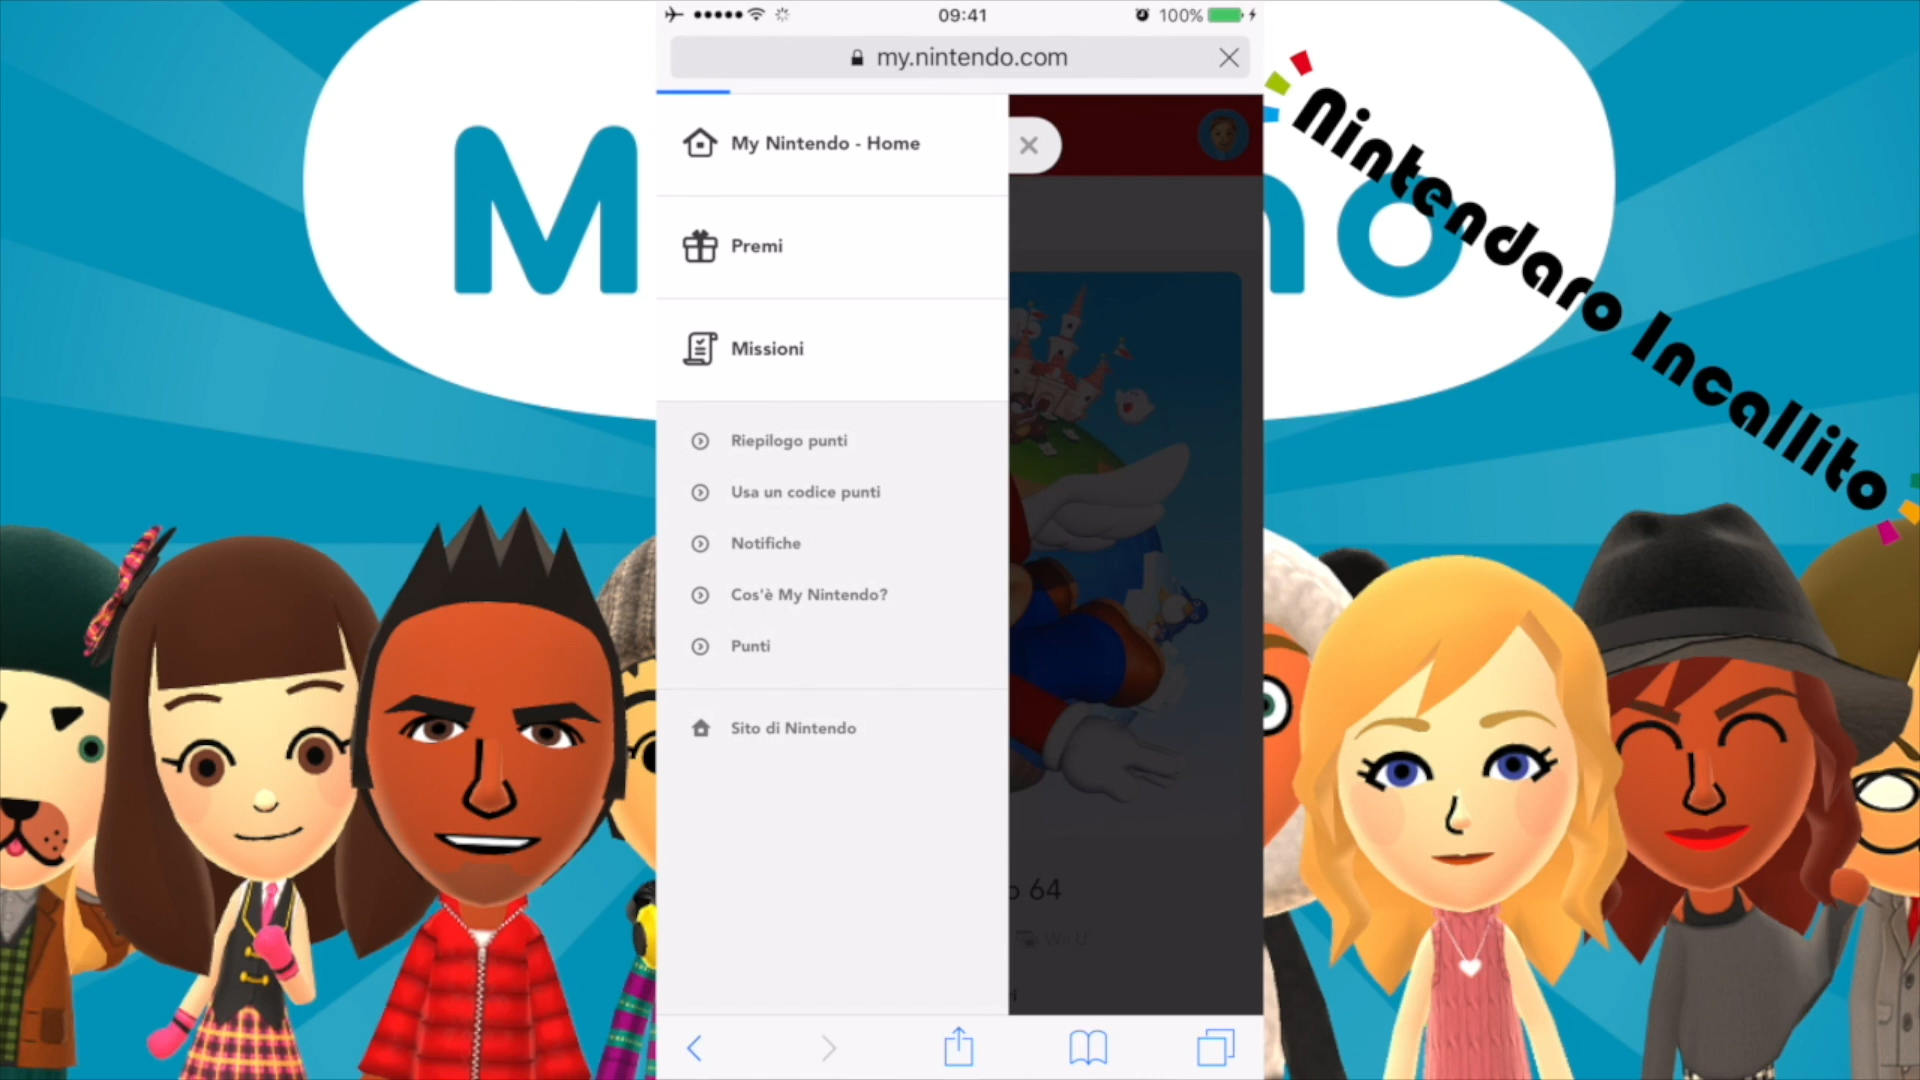 09:41
100%
my.nintendo.com
My Nintendo - Home
Premi
Missioni
Riepilogo punti
Usa un codice punti
Notifiche
Cos'è My Nintendo?
Punti
Sito di Nintendo
64
Wii U
M
Nintendaro Incallito